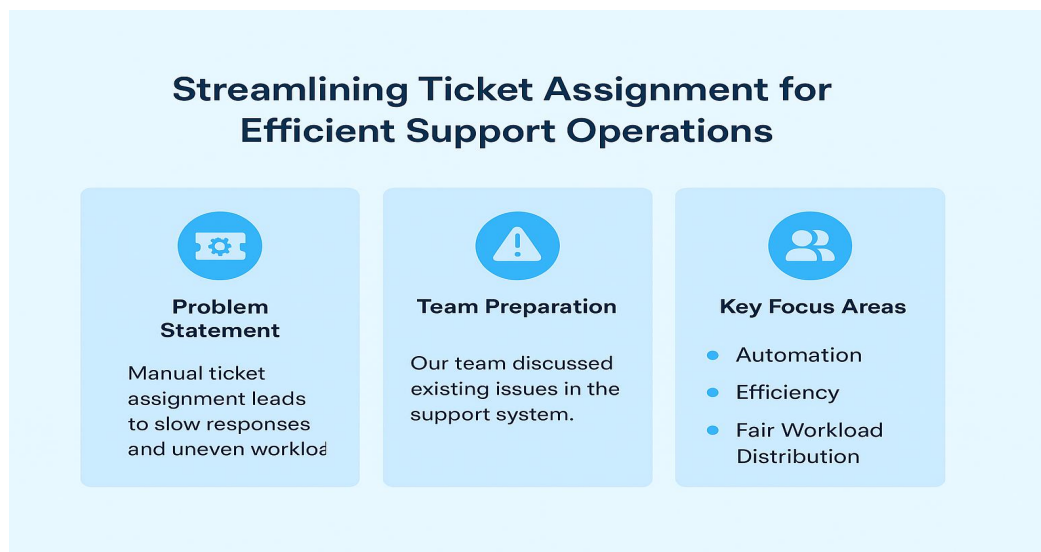 Streamlining Ticket Assignment for
Efficient Support Operations
Problem
Statement
Manual ticket
assignment leads
to slow responses
and uneven workloa
Team Preparation
Our team discussed
existing issues in the
support system.
Key Focus Areas
Automation
Efficiency
Fair Workload
Distribution